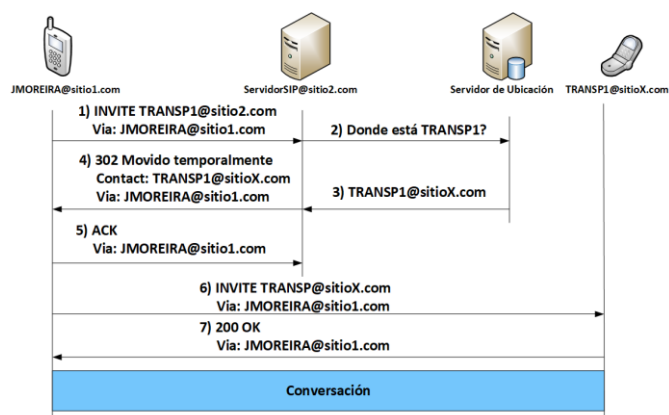 JMOREIRA@sitio1.com
ServidorSIP@sitio2.com
Servidor de Ubicación
TRANSP1@sitioX.com
1) INVITE TRANSP1@sitio2.com
Via: JMOREIRA@sitio1.com
2) Donde está TRANSP1?
4) 302 Movido temporalmente
Contact: TRANSP1@sitioX.com
Via: JMOREIRA@sitio1.com
3) TRANSP1@sitioX.com
5) ACK
Via: JMOREIRA@sitio1.com
6) INVITE TRANSP@sitioX.com
Via: JMOREIRA@sitio1.com
7) 200 OK
Via: JMOREIRA@sitio1.com
Conversación